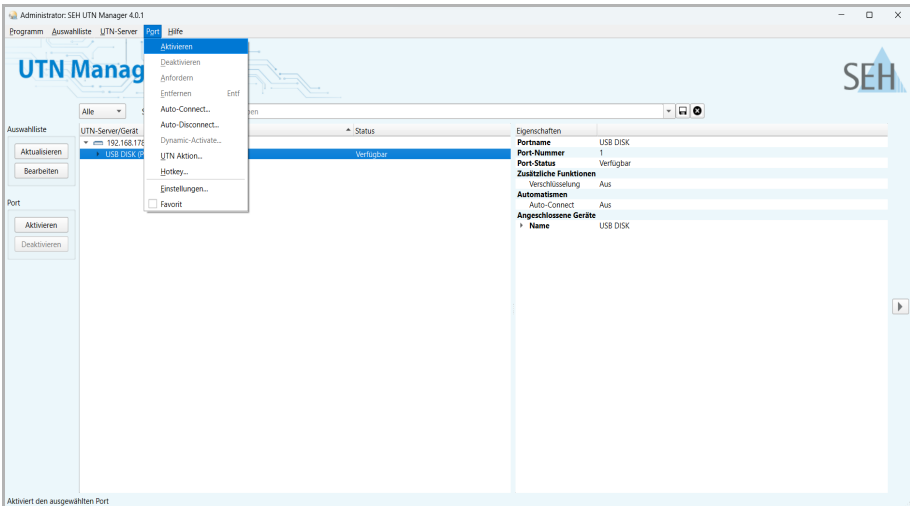 Administrator: SEH UTN Manager 4.0.1
Programm Auswahlliste UTN-Server Port Hilfe
UTN Manag
SEH
Aktivieren
Deaktivieren
Anfordern
Entfernen Entf
Auto-Connect...
Auto-Disconnect...
Dynamic-Activate...
UTN Aktion...
Hotkey...
Einstellungen...
Favorit
Alle
Auswahlliste
Aktualisieren
Bearbeiten
Port
Aktivieren
Deaktivieren
UTN-Server/Gerät Status
192.168.178
USB DISK (P Verfügbar
Eigenschaften
Portname USB DISK
Port-Nummer 1
Port-Status Verfügbar
Zusätzliche Funktionen
Verschlüsselung Aus
Automatismen
Auto-Connect Aus
Angeschlossene Geräte
Name USB DISK
Aktiviert den ausgewählten Port